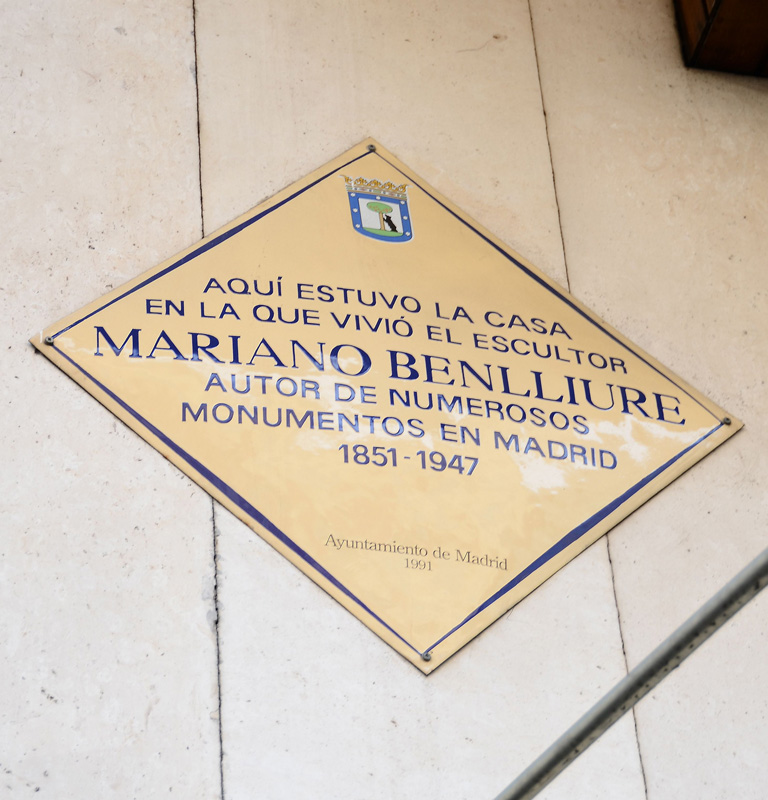 AQUÍ ESTUVO LA CASA
EN LA QUE VIVIÓ EL ESCULTOR
MARIANO BENLLIURE
AUTOR DE NUMEROSOS
MONUMENTOS EN MADRID
1851-1947
Ayuntamiento de Madrid
1991